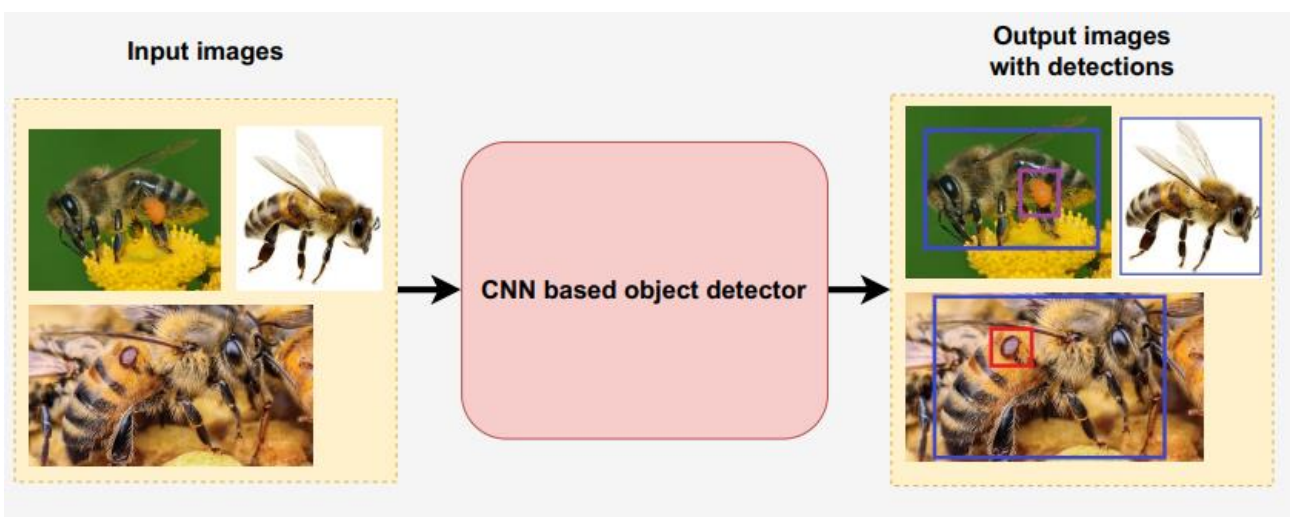 Input images
Output images
with detections
CNN based object detector